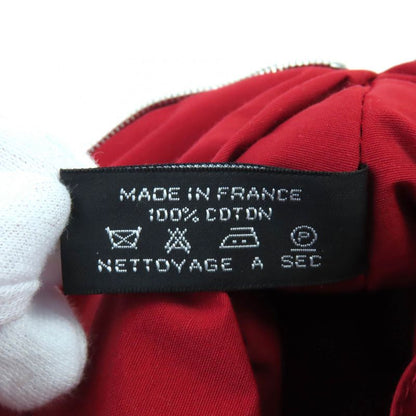 MADE IN FRANCE
100% COTON
P
NETTOYAGE A SEC